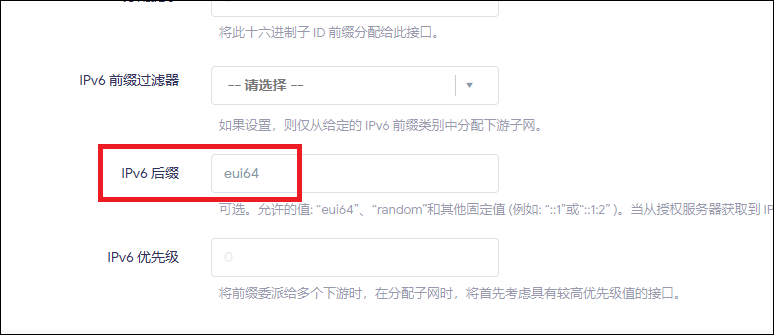 将此十六进制子 ID 前缀分配给此接口。
IPv6 前缀过滤器
-- 请选择 --
如果设置，则仅从给定的 IPv6 前缀类别中分配下游子网。
IPv6 后缀
eui64
可选。允许的值: “eui64”、“random”和其他固定值 (例如: “::1”或“::1:2” )。当从授权服务器获取到 IP
IPv6 优先级
0
将前缀委派给多个下游时，在分配子网时，将首先考虑具有较高优先级值的接口。